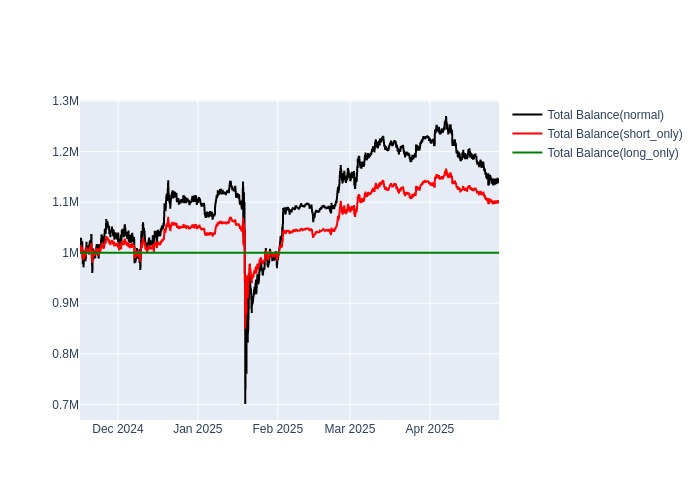 1.3M
1.2M
1.1M
1M
0.9M
0.8M
0.7M
Dec 2024
Jan 2025
Feb 2025
Mar 2025
Apr 2025
Total Balance(normal)
Total Balance(short_only)
Total Balance(long_only)